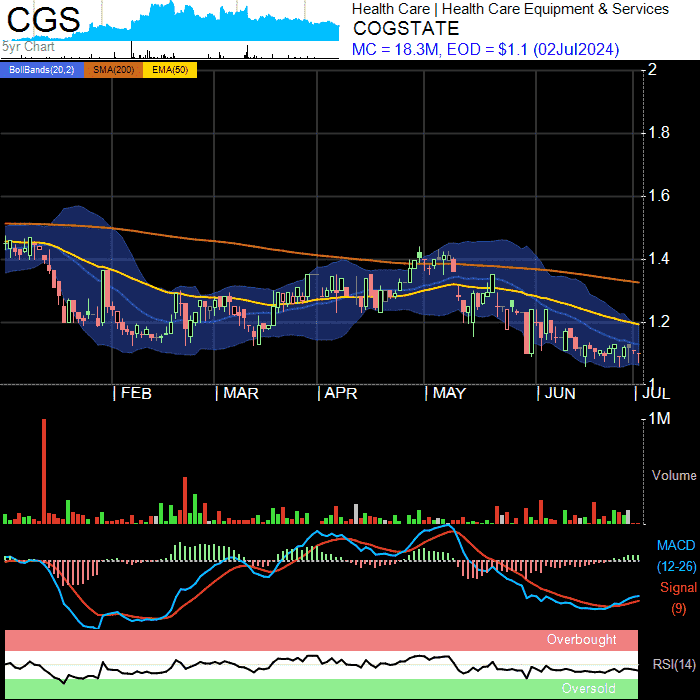 CGS
5yr Chart
Health Care | Health Care Equipment & Services
COGSTATE
MC = 18.3M, EOD = $1.1 (02Jul2024)
BollBands(20,2) SMA(200) EMA(50)
2
1.8
1.6
1.4
1.2
1
FEB MAR APR MAY JUN JUL
1M
Volume
MACD
(12-26)
Signal
(9)
Overbought
RSI(14)
Oversold